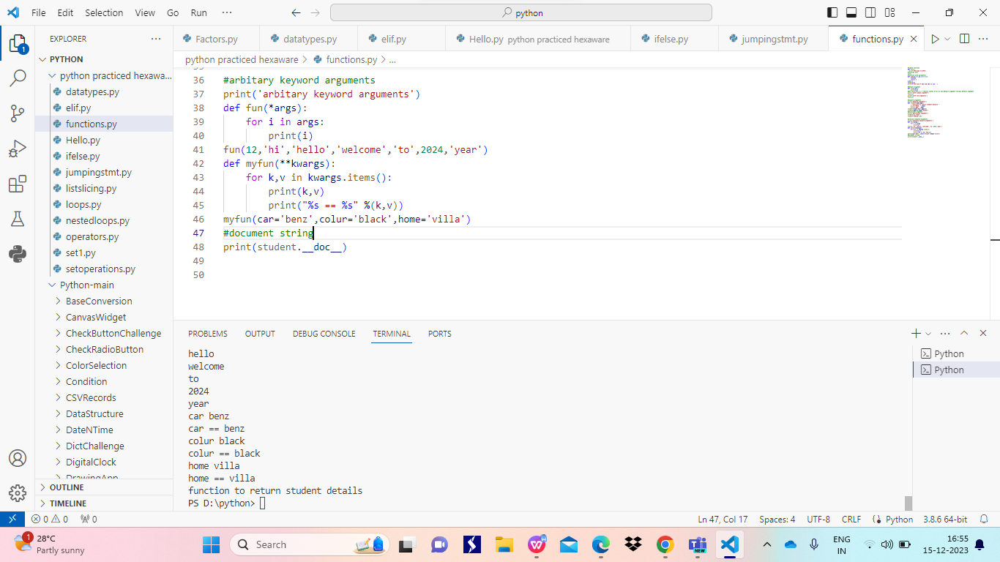 File Edit Selection View Go Run ···
python
EXPLORER ···
Factors.py datatypes.py elif.py Hello.py python practiced hexaware ifelse.py jumpingstmt.py functions.py
PYTHON
python practiced hexaware > functions.py > ...
python practiced hexawa...
datatypes.py
elif.py
functions.py
Hello.py
ifelse.py
jumpingstmt.py
listslicing.py
loops.py
nestedloops.py
operators.py
set1.py
setoperations.py
Python-main
BaseConversion
CanvasWidget
CheckButtonChallenge
CheckRadioButton
ColorSelection
Condition
CSVRecords
DataStructure
DateNTime
DictChallenge
DigitalClock
DrawingApp
OUTLINE
TIMELINE
36 #arbitary keyword arguments
37 print('arbitary keyword arguments')
38 def fun(*args):
39 for i in args:
40 print(i)
41 fun(12,'hi','hello','welcome','to',2024,'year')
42 def myfun(**kwargs):
43 for k,v in kwargs.items():
44 print(k,v)
45 print("%s == %s" %(k,v))
46 myfun(car='benz',colur='black',home='villa')
47 #document string
48 print(student.__doc__)
49
50
PROBLEMS OUTPUT DEBUG CONSOLE TERMINAL PORTS
hello
welcome
to
2024
year
car benz
car == benz
colur black
colur == black
home villa
home == villa
function to return student details
PS D:\python>
Python
Python
0 0 0 Ln 47, Col 17 Spaces: 4 UTF-8 CRLF Python 3.8.6 64-bit
1
28°C
Partly sunny
Search
NEW
ENG
IN
16:55
15-12-2023